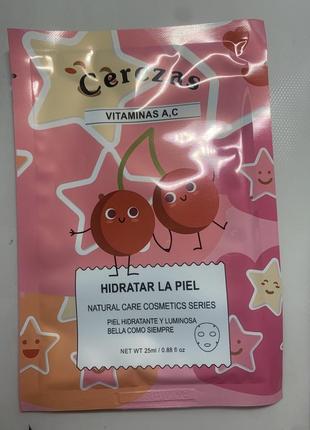 Cerezas
VITAMINAS A,C
HIDRATAR LA PIEL
NATURAL CARE COSMETICS SERIES
PIEL HIDRATANTE Y LUMINOSA
BELLA COMO SIEMPRE
NET WT 25ml / 0.88 fl oz